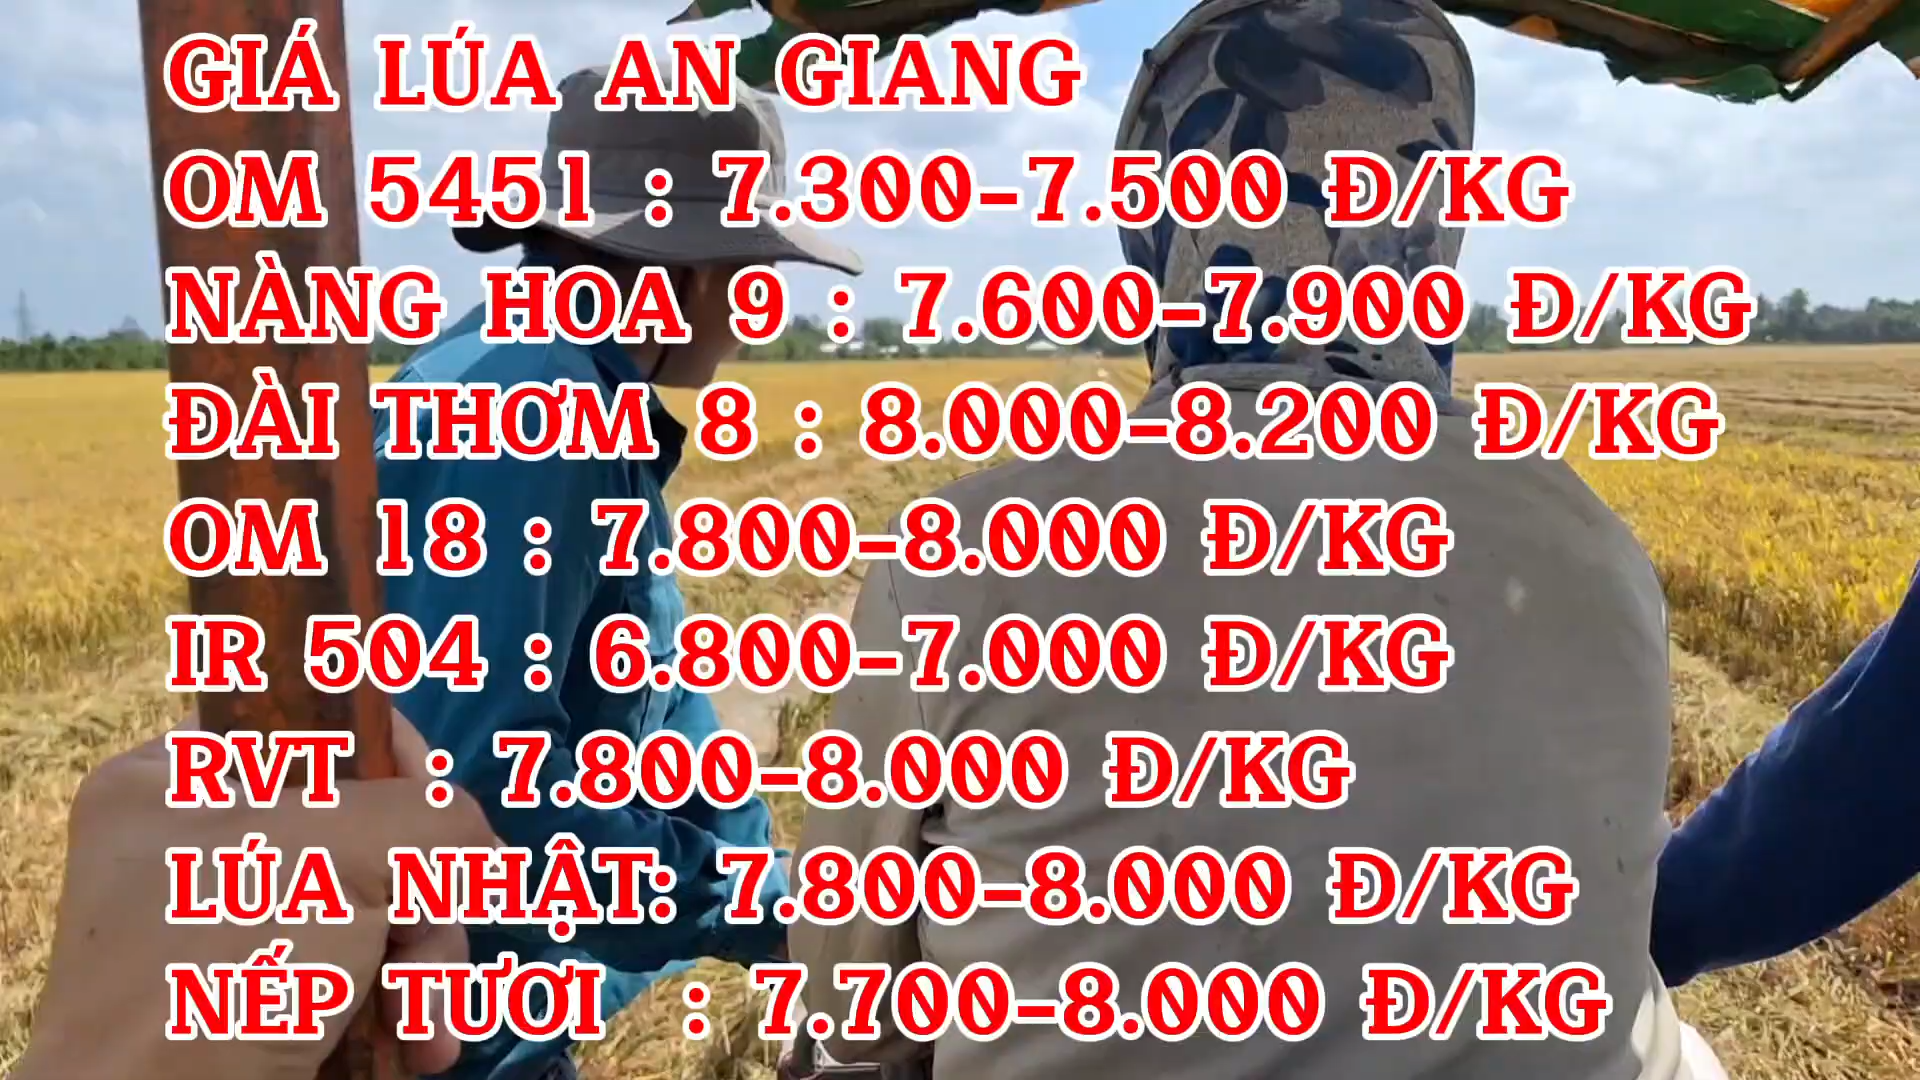 GIÁ LÚA AN GIANG
OM 5451 : 7.300-7.500 Đ/KG
NÀNG HOA 9 : 7.600-7.900 Đ/KG
ĐÀI THƠM 8 : 8.000-8.200 Đ/KG
OM 18 : 7.800-8.000 Đ/KG
IR 504 : 6.800-7.000 Đ/KG
RVT : 7.800-8.000 Đ/KG
LÚA NHẬT: 7.800-8.000 Đ/KG
NẾP TƯƠI : 7.700-8.000 Đ/KG